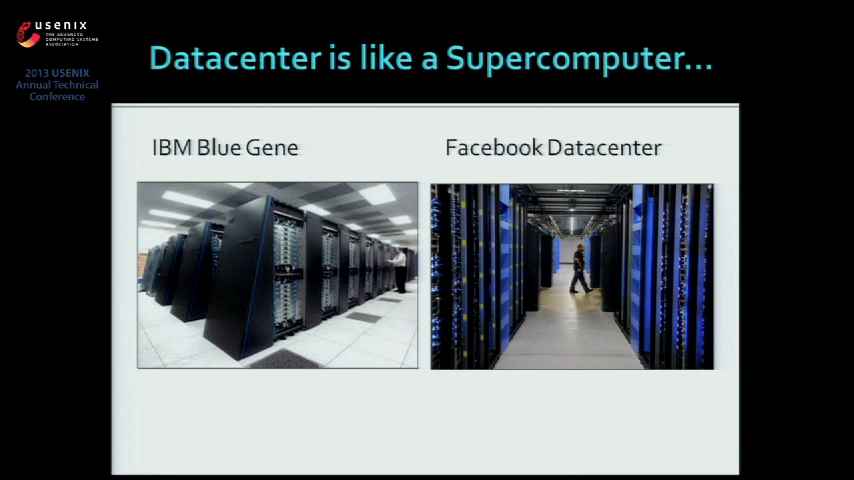 usenix
THE ADVANCED
COMPUTING SYSTEMS
ASSOCIATION
2013 USENIX
Annual Technical
Conference
Datacenter is like a Supercomputer...
IBM Blue Gene
Facebook Datacenter